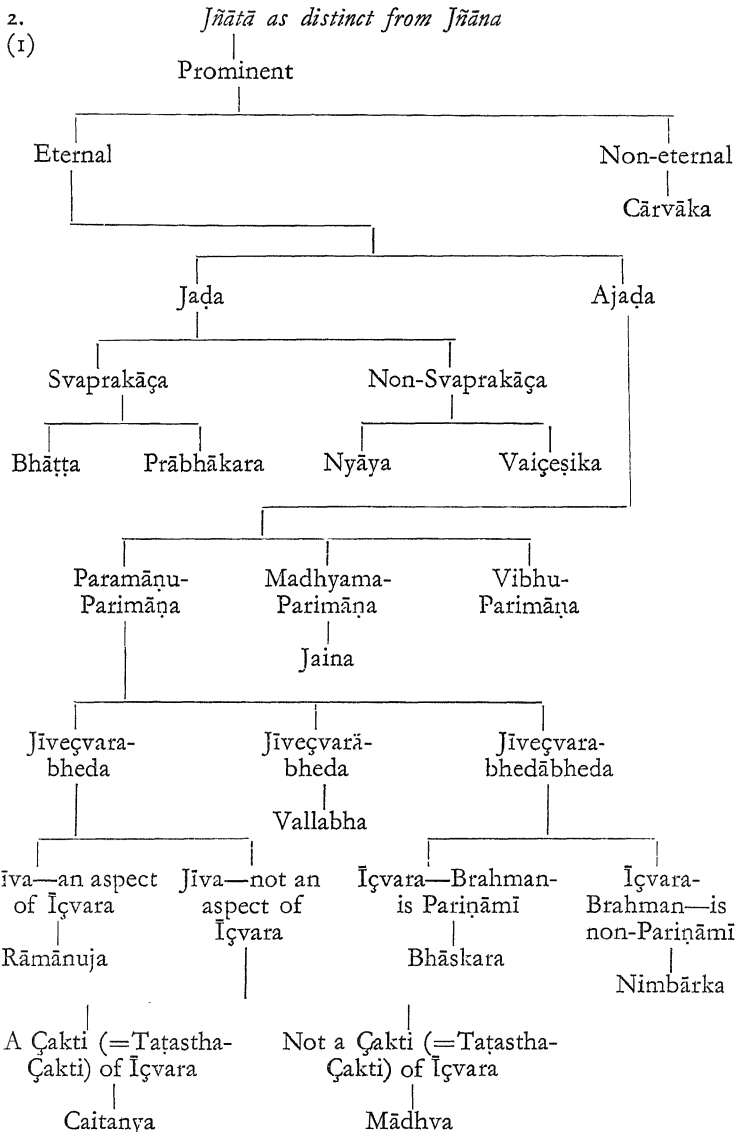 2. Jñātā as distinct from Jñāna
(1)
Prominent
Eternal Non-eternal
Cārvāka
Jaḍa Ajaḍa
Svaprakāça Non-Svaprakāça
Bhāṭṭa Prābhākara Nyāya Vaiçeṣika
Paramāṇu- Madhyama- Vibhu-
Parimāṇa Parimāṇa Parimāṇa
Jaina
Jīveçvara- Jīveçvarä- Jīveçvara-
bheda bheda bhedābheda
Vallabha
īva—an aspect Jīva—not an Īçvara—Brahman- Īçvara-
of Īçvara aspect of is Pariṇāmī Brahman—is
Īçvara non-Pariṇāmī
Rāmānuja Bhāskara
Nimbārka
A Çakti (=Taṭastha- Not a Çakti (=Taṭastha-
Çakti) of Īçvara Çakti) of Īçvara
Caitanya Mādhva